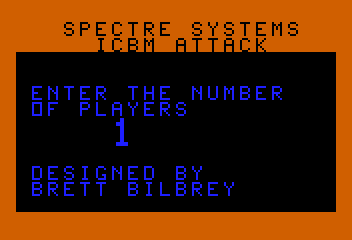 SPECTRE SYSTEMS
ICBM ATTACK
ENTER THE NUMBER
OF PLAYERS
1
DESIGNED BY
BRETT BILBREY